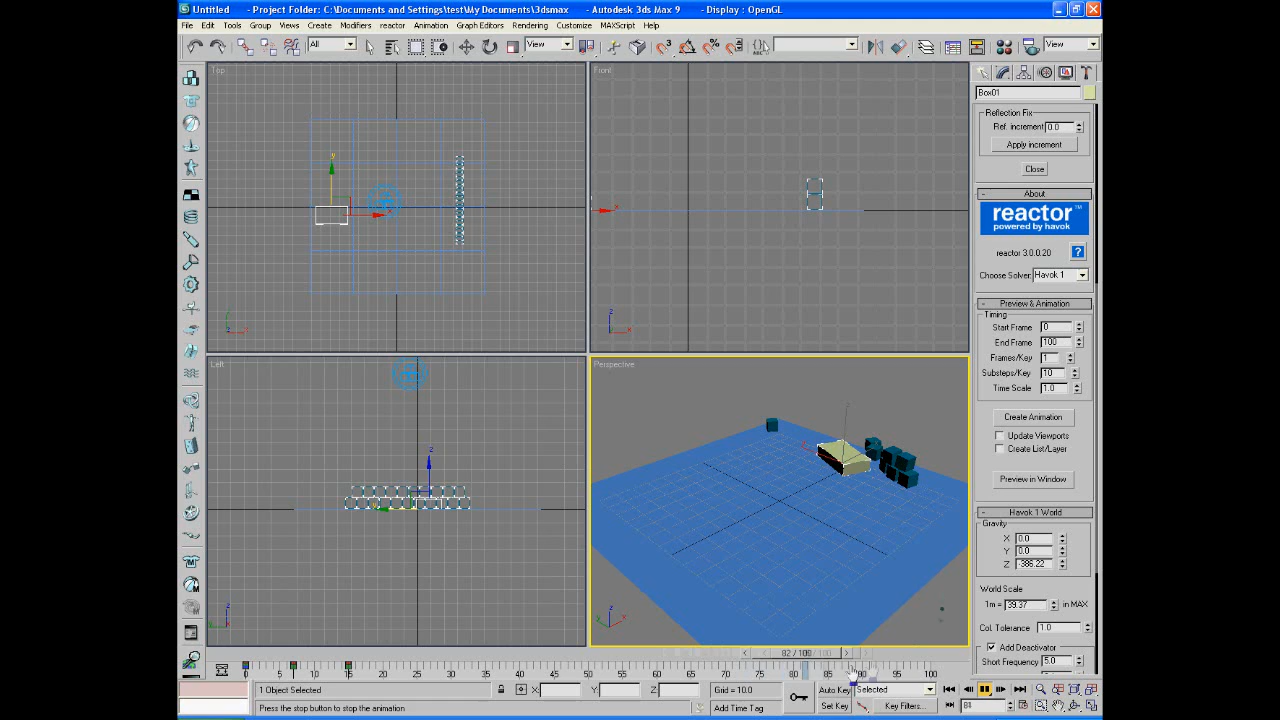 Untitled - Project Folder: C:\Documents and Settings\test\My Documents\3dsmax - Autodesk 3ds Max 9 - Display : OpenGL
File Edit Tools Group Views Create Modifiers reactor Animation Graph Editors Rendering Customize MAXScript Help
All View View
Top
Front
Left
Perspective
Box01
Reflection Fix
Ref. increment 0.0
Apply increment
Close
About
reactor™
powered by havok
reactor 3.0.0.20 ?
Choose Solver: Havok 1
Preview & Animation
Timing
Start Frame 0
End Frame 100
Frames/Key 1
Substeps/Key 10
Time Scale 1.0
Create Animation
Update Viewports
Create List/Layer
Preview in Window
Havok 1 World
Gravity
X 0.0
Y 0.0
Z -386.22
World Scale
1m = 39.37 in MAX
Col. Tolerance 1.0
Add Deactivator
Short Frequency 5.0
82 / 100
0 5 10 15 20 25 30 35 40 45 50 55 60 65 70 75 80 85 90 95 100
1 Object Selected X: Y: Z: Grid = 10.0 Auto Key Selected
Press the stop button to stop the animation Add Time Tag Set Key Key Filters...